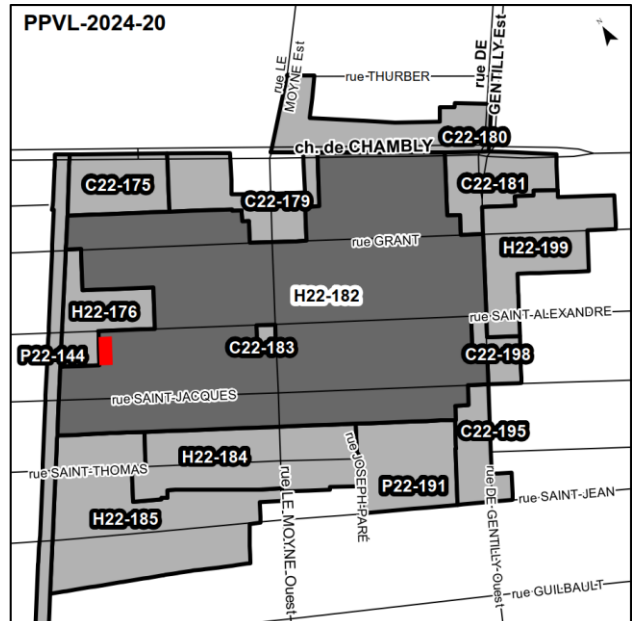 PPVL-2024-20
N
rue LE
MOYNE Est
rue THURBER
rue DE
GENTILLY Est
ch. de CHAMBLY
C22-180
C22-175
C22-179
C22-181
rue GRANT
H22-199
H22-182
H22-176
rue SAINT-ALEXANDRE
P22-144
C22-183
C22-198
rue SAINT-JACQUES
C22-195
H22-184
rue SAINT-THOMAS
rue JOSEPH-PARÉ
P22-191
rue SAINT-JEAN
H22-185
rue LE MOYNE Ouest
rue DE-GENTILLY-Ouest
rue GUILBAULT